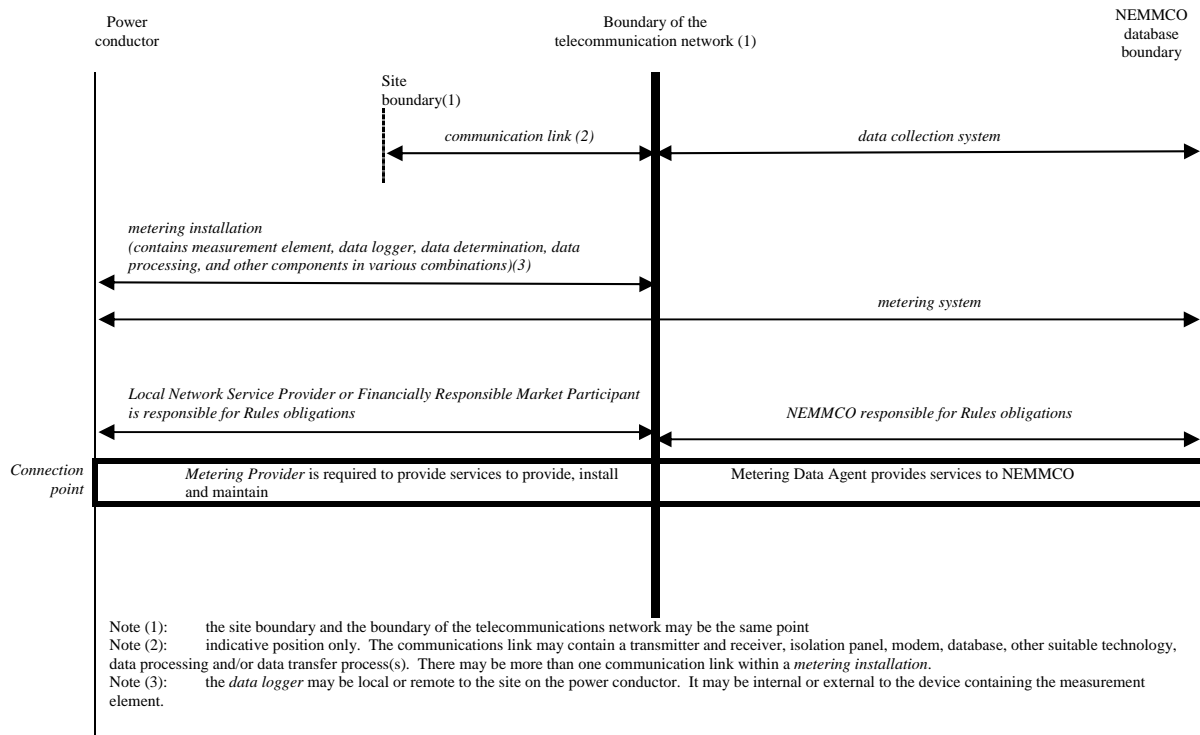 Power
conductor
Boundary of the
telecommunication network (1)
NEMMCO
database
boundary
Site
boundary(1)
communication link (2)
data collection system
metering installation
(contains measurement element, data logger, data determination, data
processing, and other components in various combinations)(3)
metering system
Local Network Service Provider or Financially Responsible Market Participant
is responsible for Rules obligations
NEMMCO responsible for Rules obligations
Connection
point
Metering Provider is required to provide services to provide, install
and maintain
Metering Data Agent provides services to NEMMCO
Note (1): the site boundary and the boundary of the telecommunications network may be the same point
Note (2): indicative position only. The communications link may contain a transmitter and receiver, isolation panel, modem, database, other suitable technology,
data processing and/or data transfer process(s). There may be more than one communication link within a metering installation.
Note (3): the data logger may be local or remote to the site on the power conductor. It may be internal or external to the device containing the measurement
element.